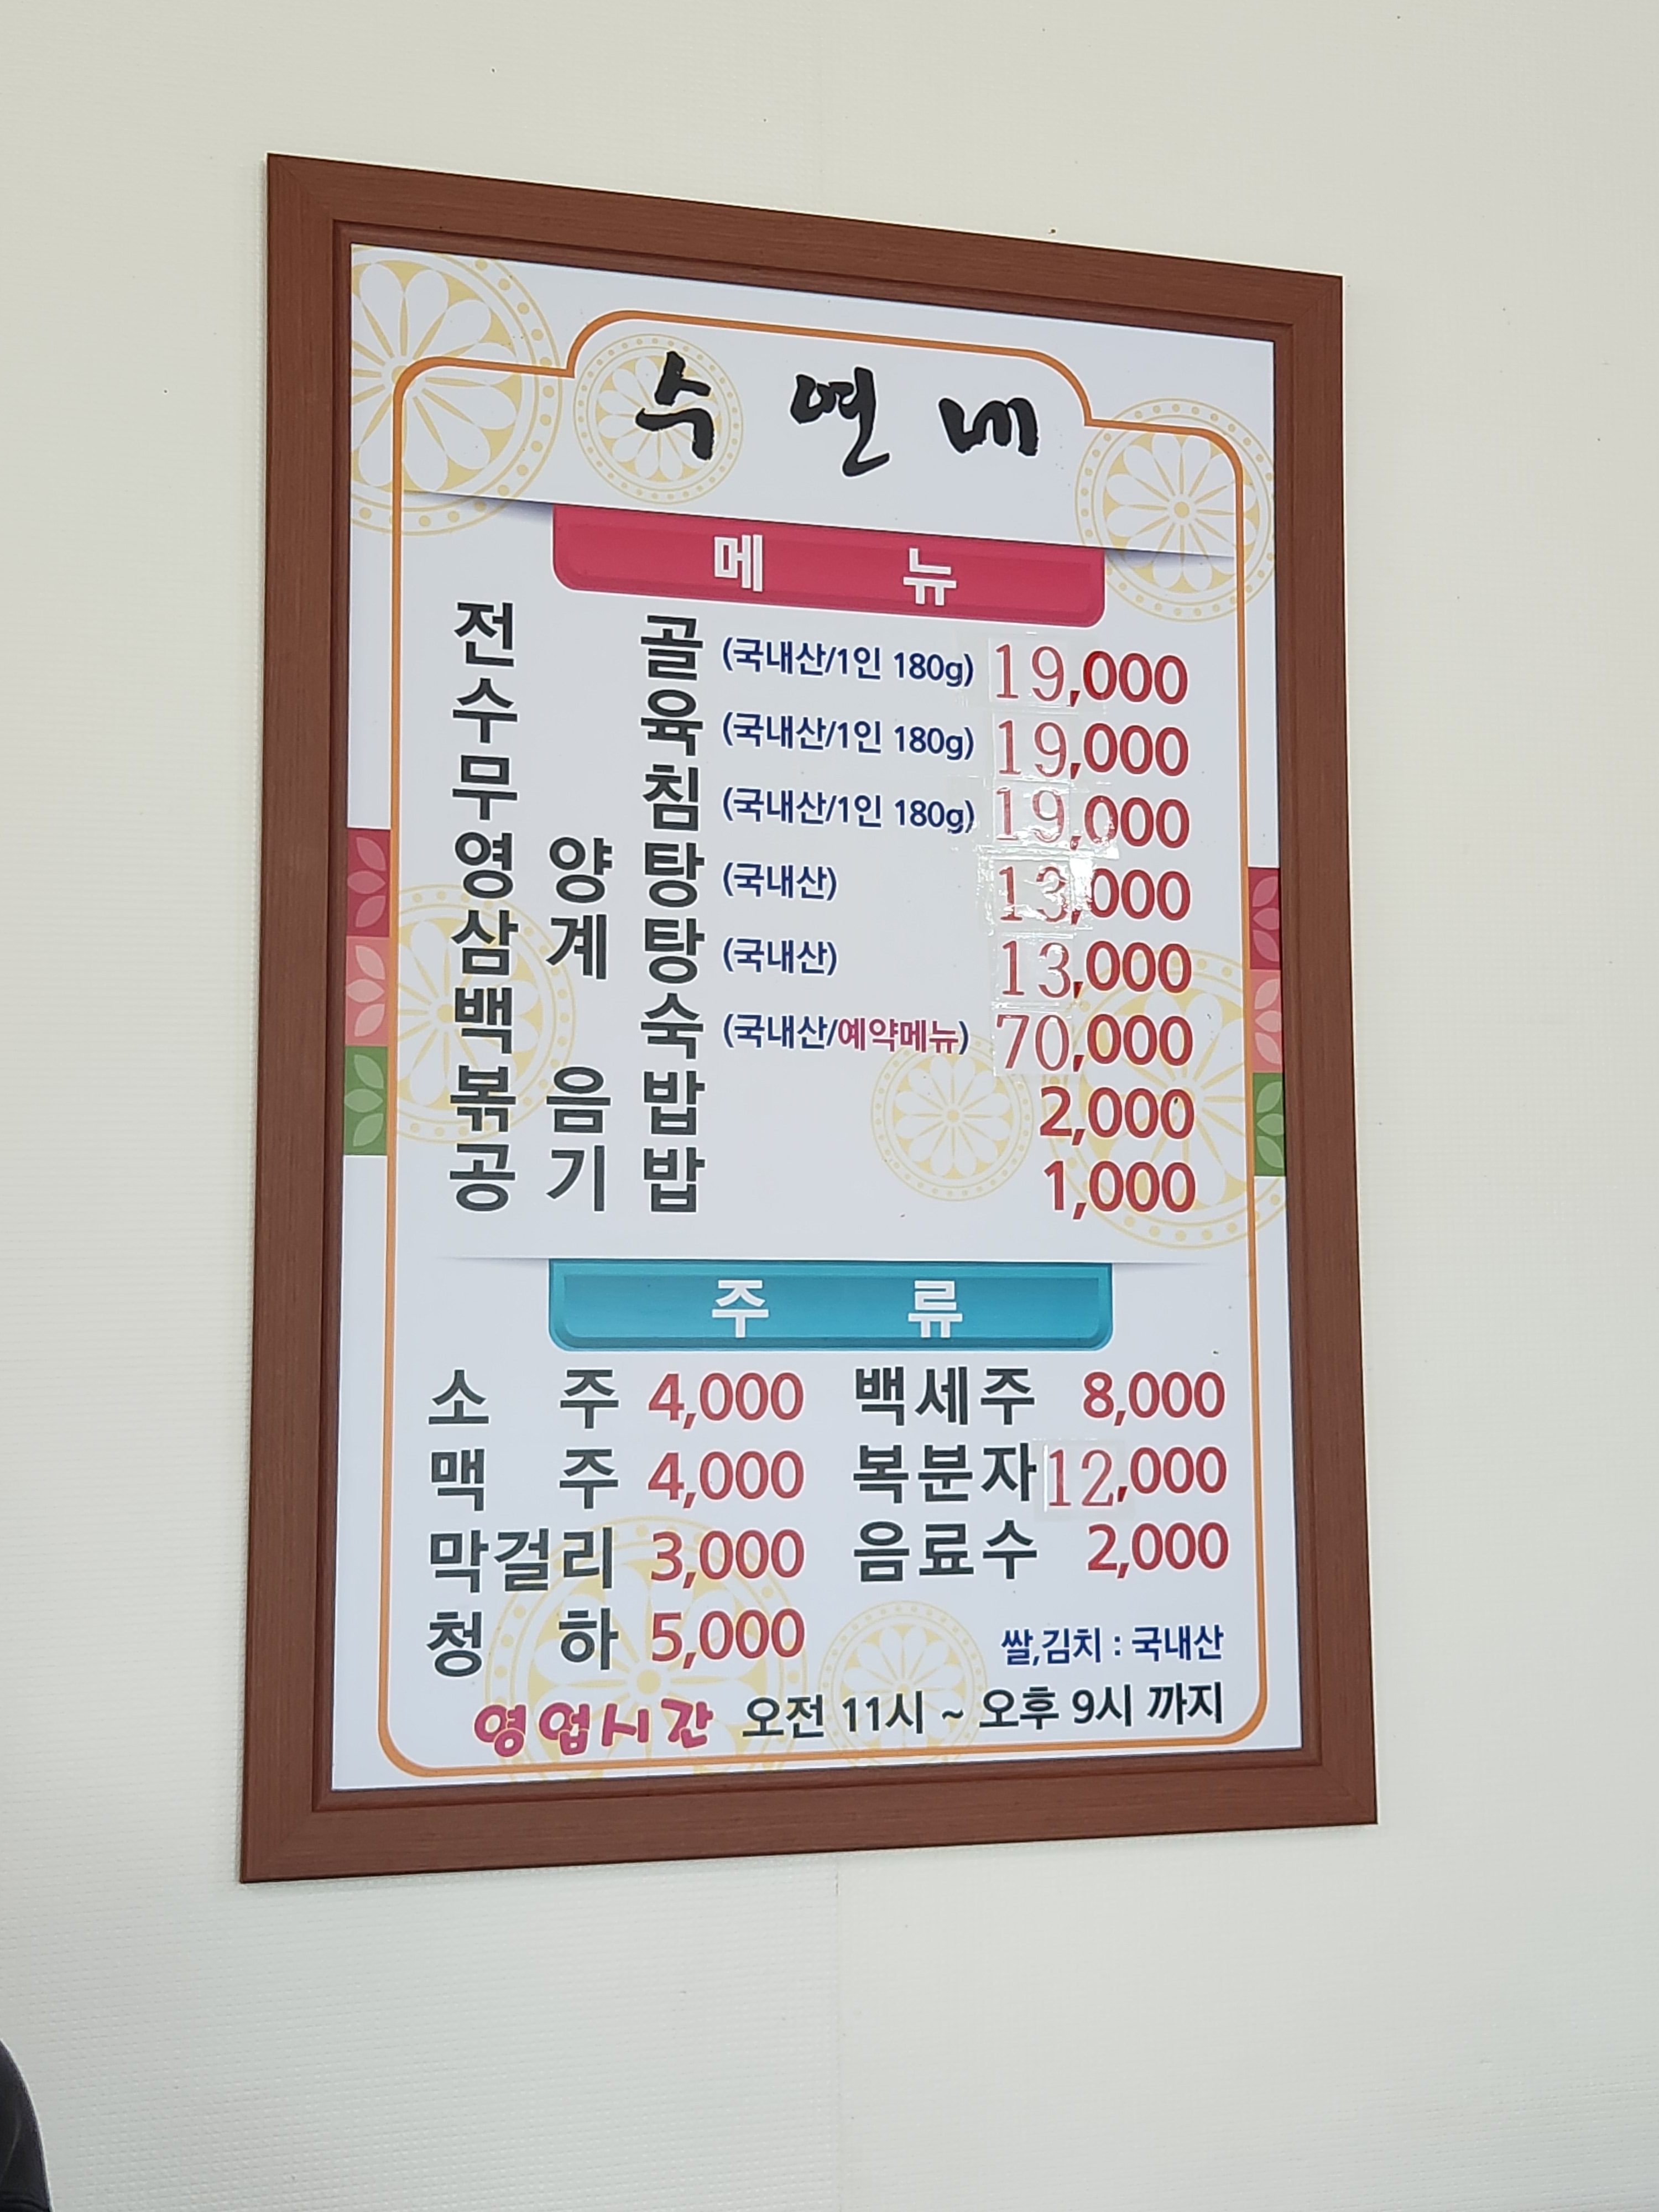 수연네
메 뉴
전 골 (국내산/1인 180g) 19,000
수 육 (국내산/1인 180g) 19,000
무 침 (국내산/1인 180g) 19,000
영 양 탕 (국내산) 13,000
삼 계 탕 (국내산) 13,000
백 숙 (국내산/예약메뉴) 70,000
볶 음 밥 2,000
공 기 밥 1,000
주 류
소 주 4,000 백세주 8,000
맥 주 4,000 복분자 12,000
막걸리 3,000 음료수 2,000
청 하 5,000
쌀,김치 : 국내산
영업시간 오전 11시 ~ 오후 9시 까지